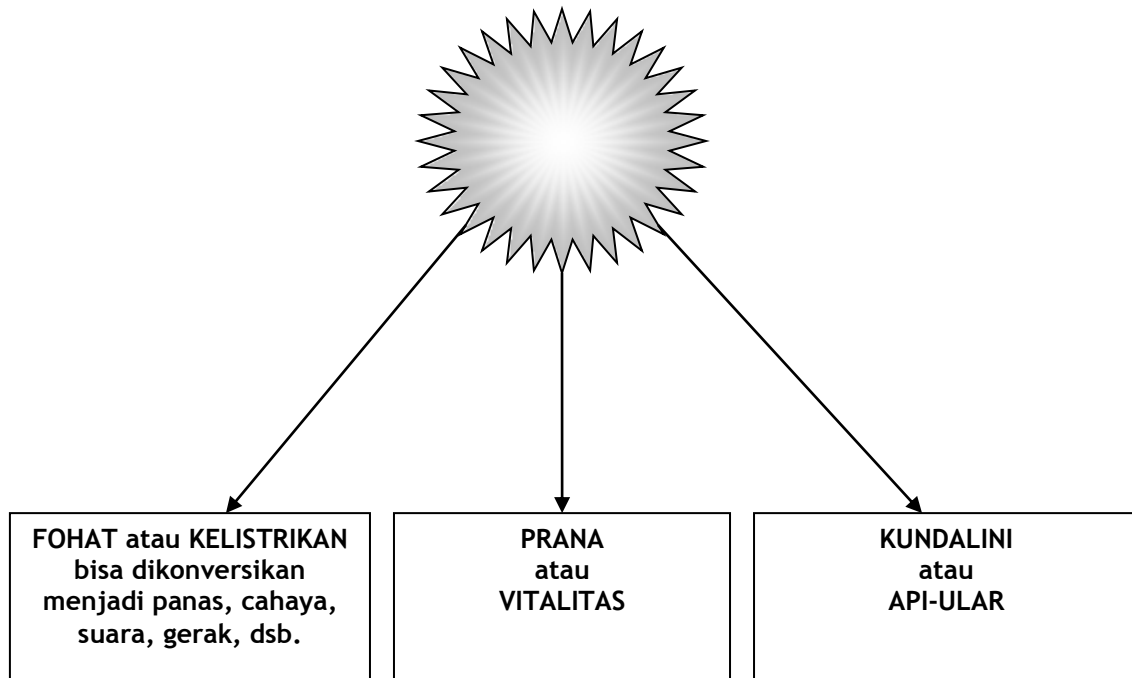 FOHAT atau KELISTRIKAN
bisa dikonversikan
menjadi panas, cahaya,
suara, gerak, dsb.
PRANA
atau
VITALITAS
KUNDALINI
atau
API-ULAR